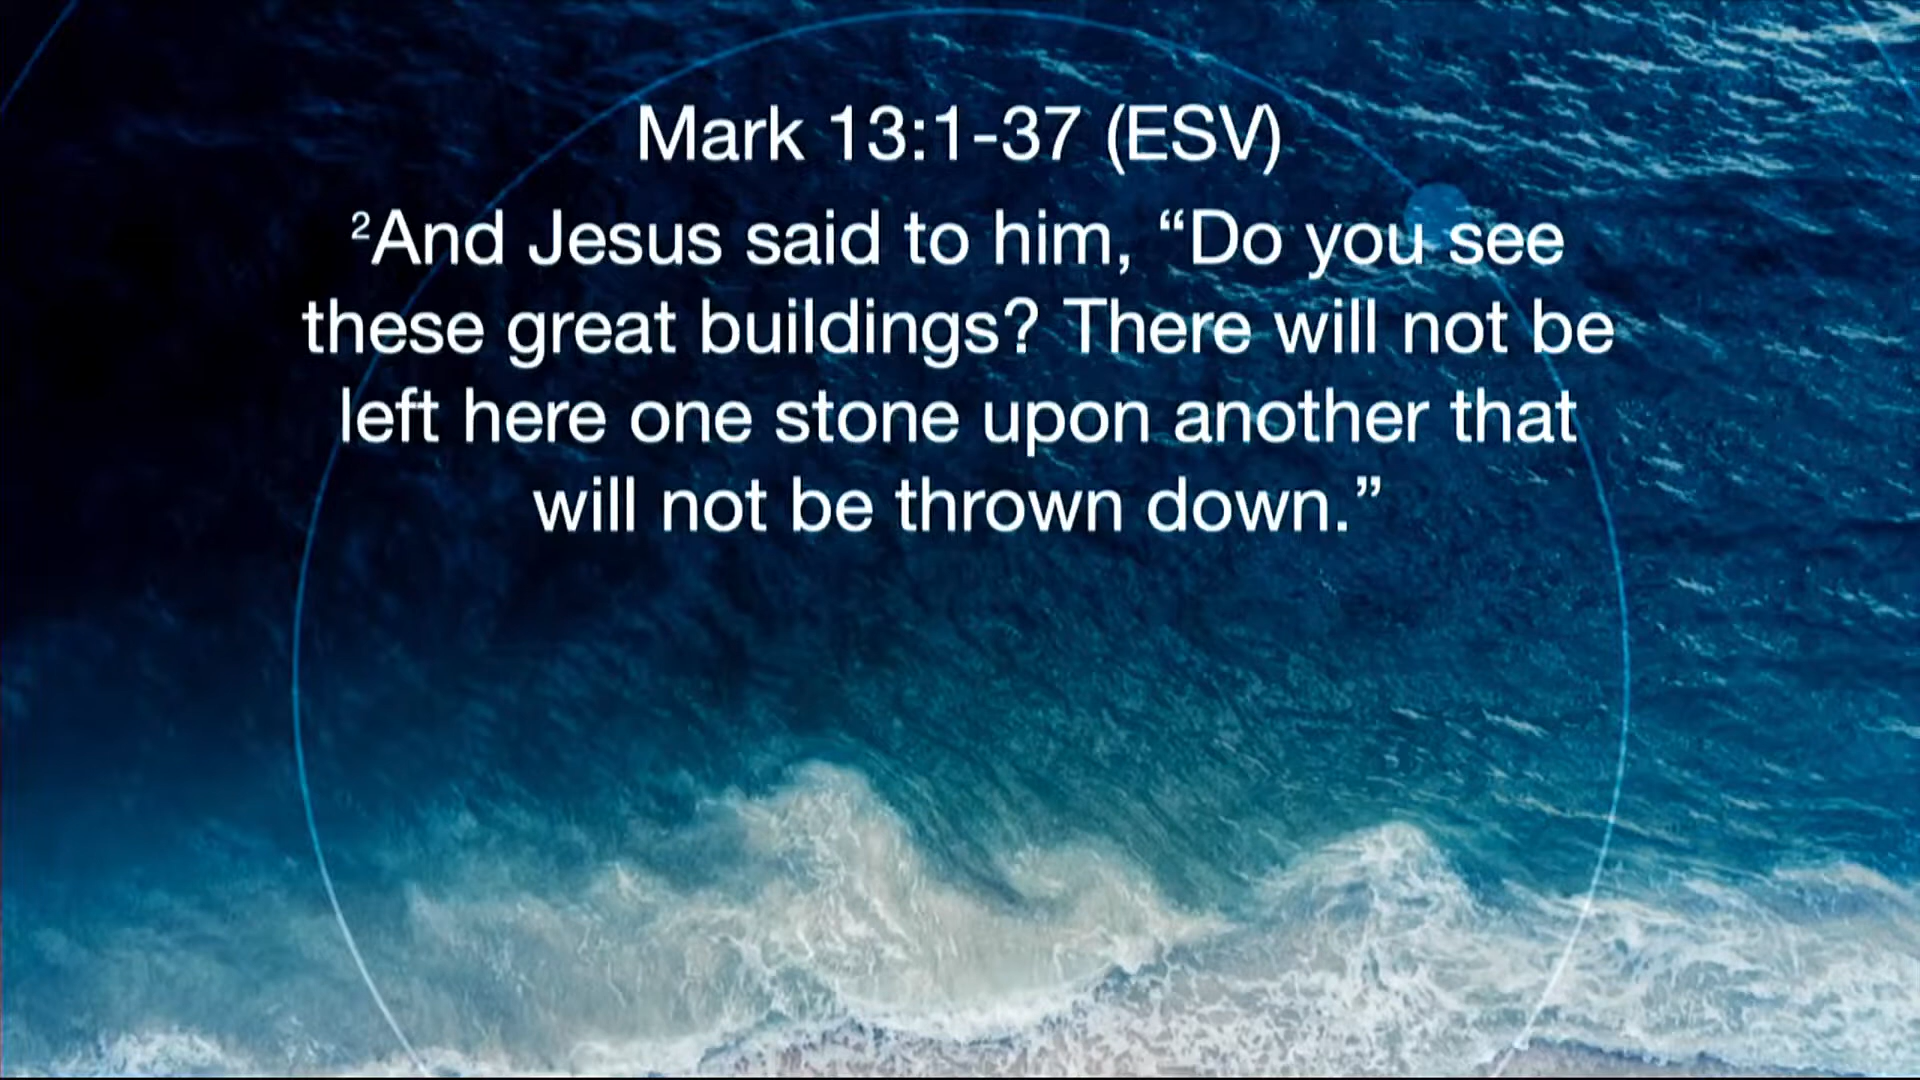 Mark 13:1-37 (ESV)
²And Jesus said to him, “Do you see
these great buildings? There will not be
left here one stone upon another that
will not be thrown down.”